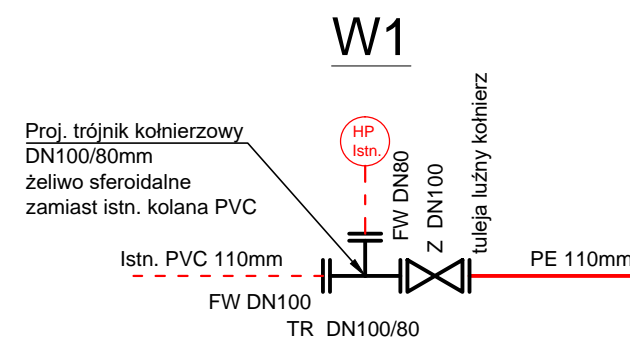 W1
Proj. trójnik kołnierzowy
DN100/80mm
żeliwo sferoidalne
zamiast istn. kolana PVC
HP
Istn.
FW DN80
Z DN100
tuleja luźny kołnierz
Istn. PVC 110mm
PE 110mm
FW DN100
TR DN100/80